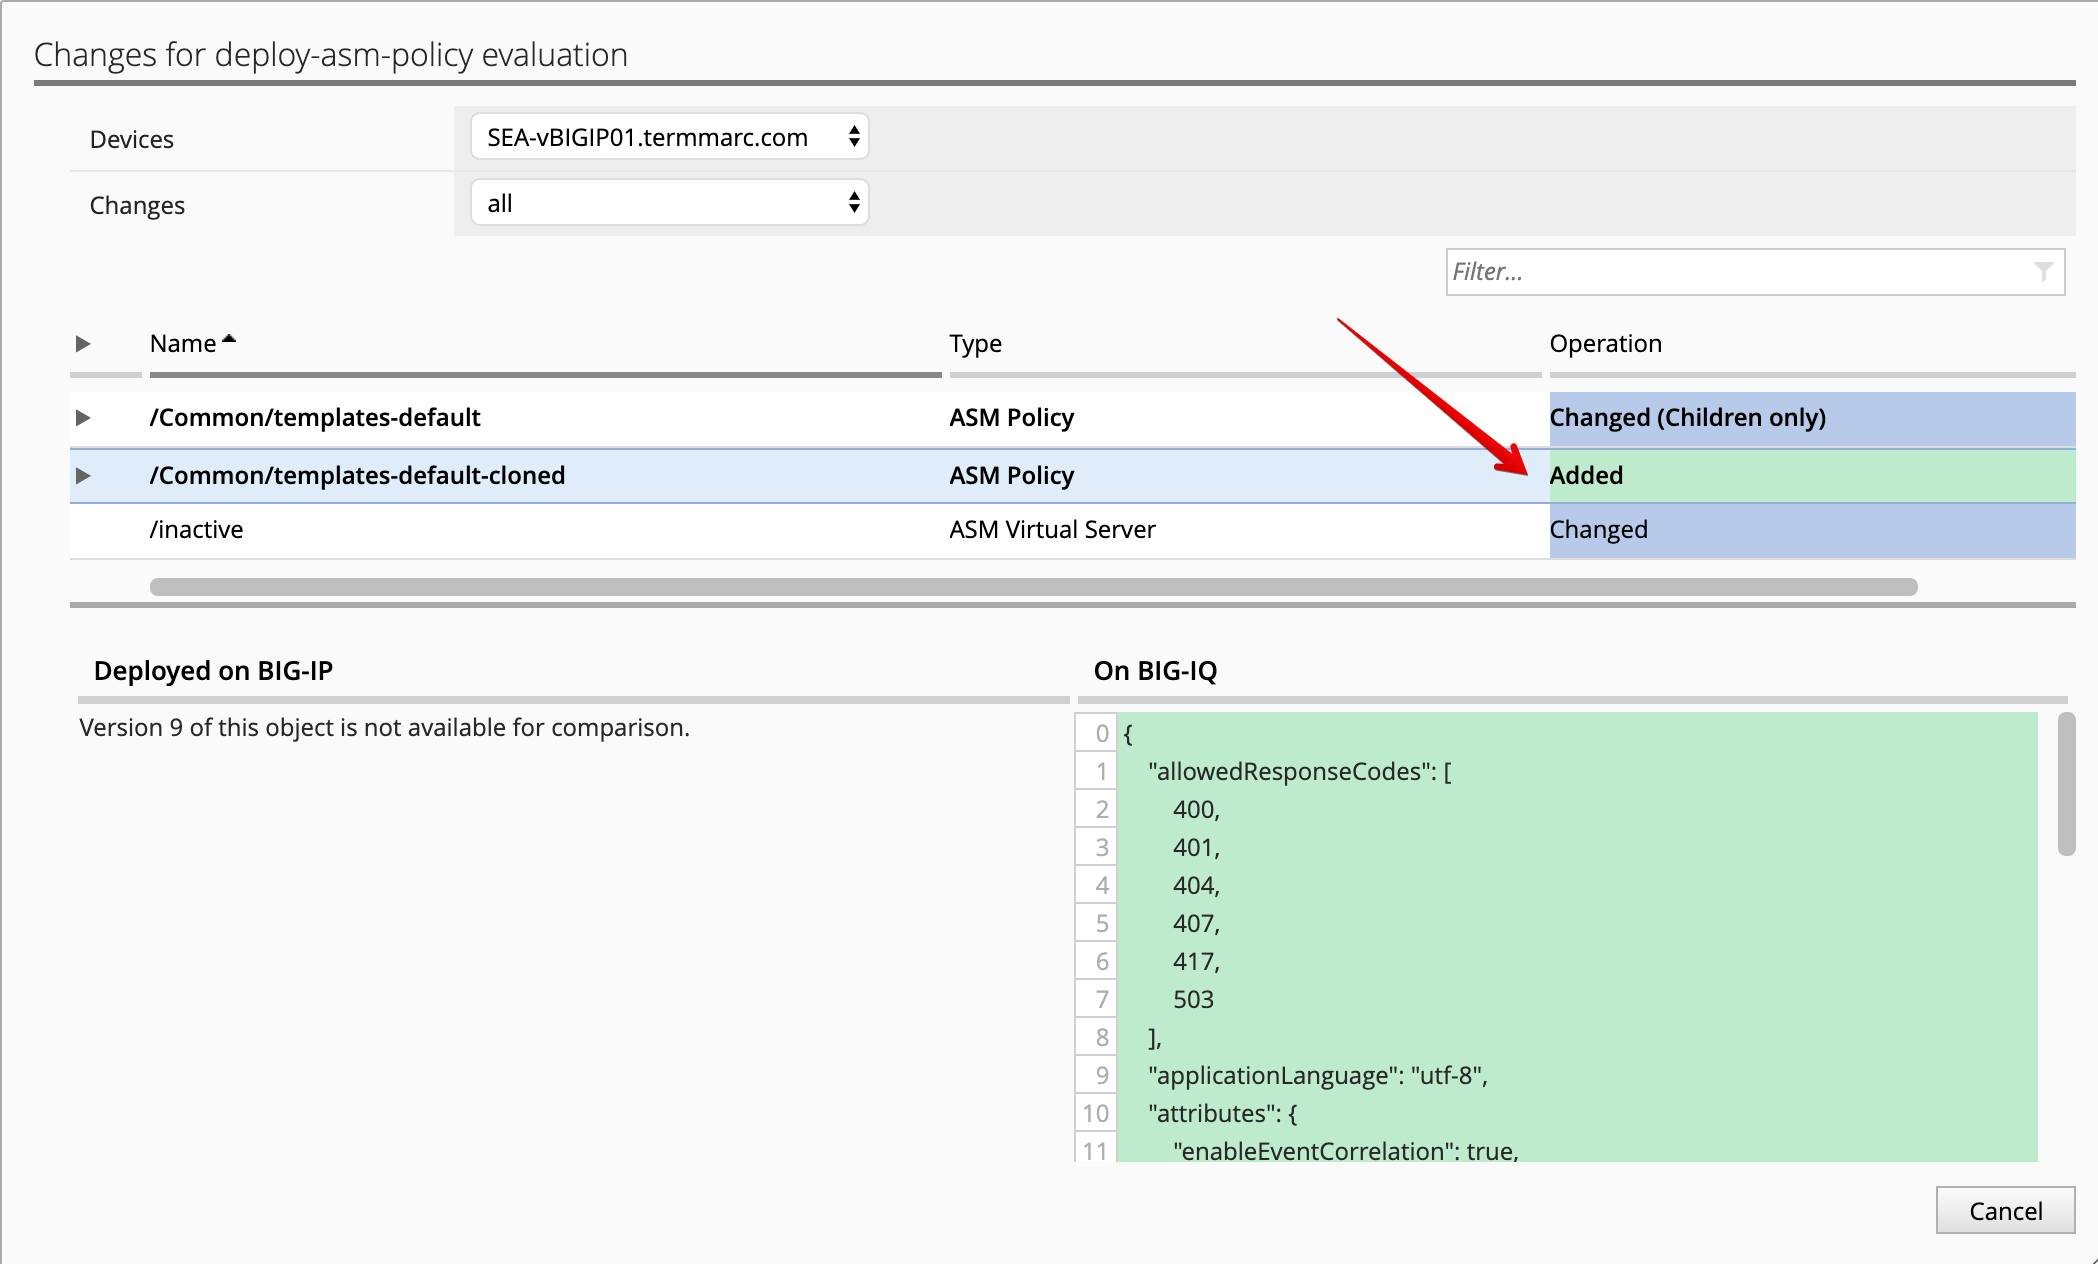 Changes for deploy-asm-policy evaluation
Devices SEA-vBIGIP01.termmarc.com
Changes all
Filter...
Name Type Operation
/Common/templates-default ASM Policy Changed (Children only)
/Common/templates-default-cloned ASM Policy Added
/inactive ASM Virtual Server Changed
Deployed on BIG-IP On BIG-IQ
Version 9 of this object is not available for comparison.
0 {
1 "allowedResponseCodes": [
2 400,
3 401,
4 404,
5 407,
6 417,
7 503
8 ],
9 "applicationLanguage": "utf-8",
10 "attributes": {
11 "enableEventCorrelation": true,
Cancel